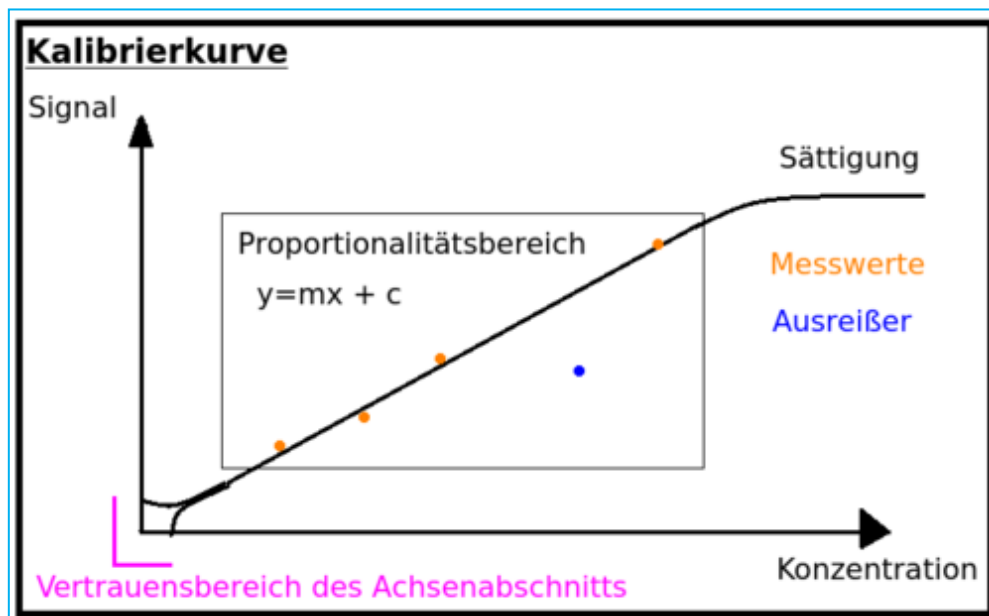 Kalibrierkurve
Signal
Sättigung
Proportionalitätsbereich
y=mx + c
Messwerte
Ausreißer
Konzentration
Vertrauensbereich des Achsenabschnitts